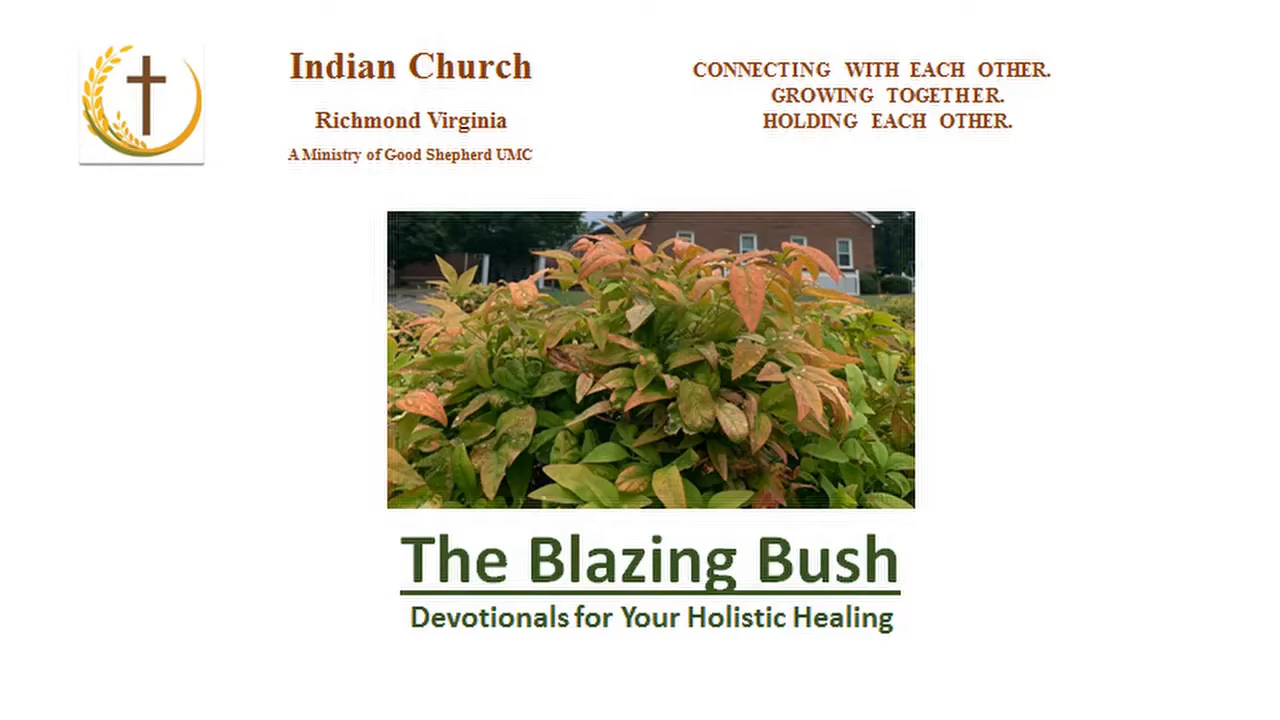 Indian Church
Richmond Virginia
A Ministry of Good Shepherd UMC
CONNECTING WITH EACH OTHER.
GROWING TOGETHER.
HOLDING EACH OTHER.
The Blazing Bush
Devotionals for Your Holistic Healing